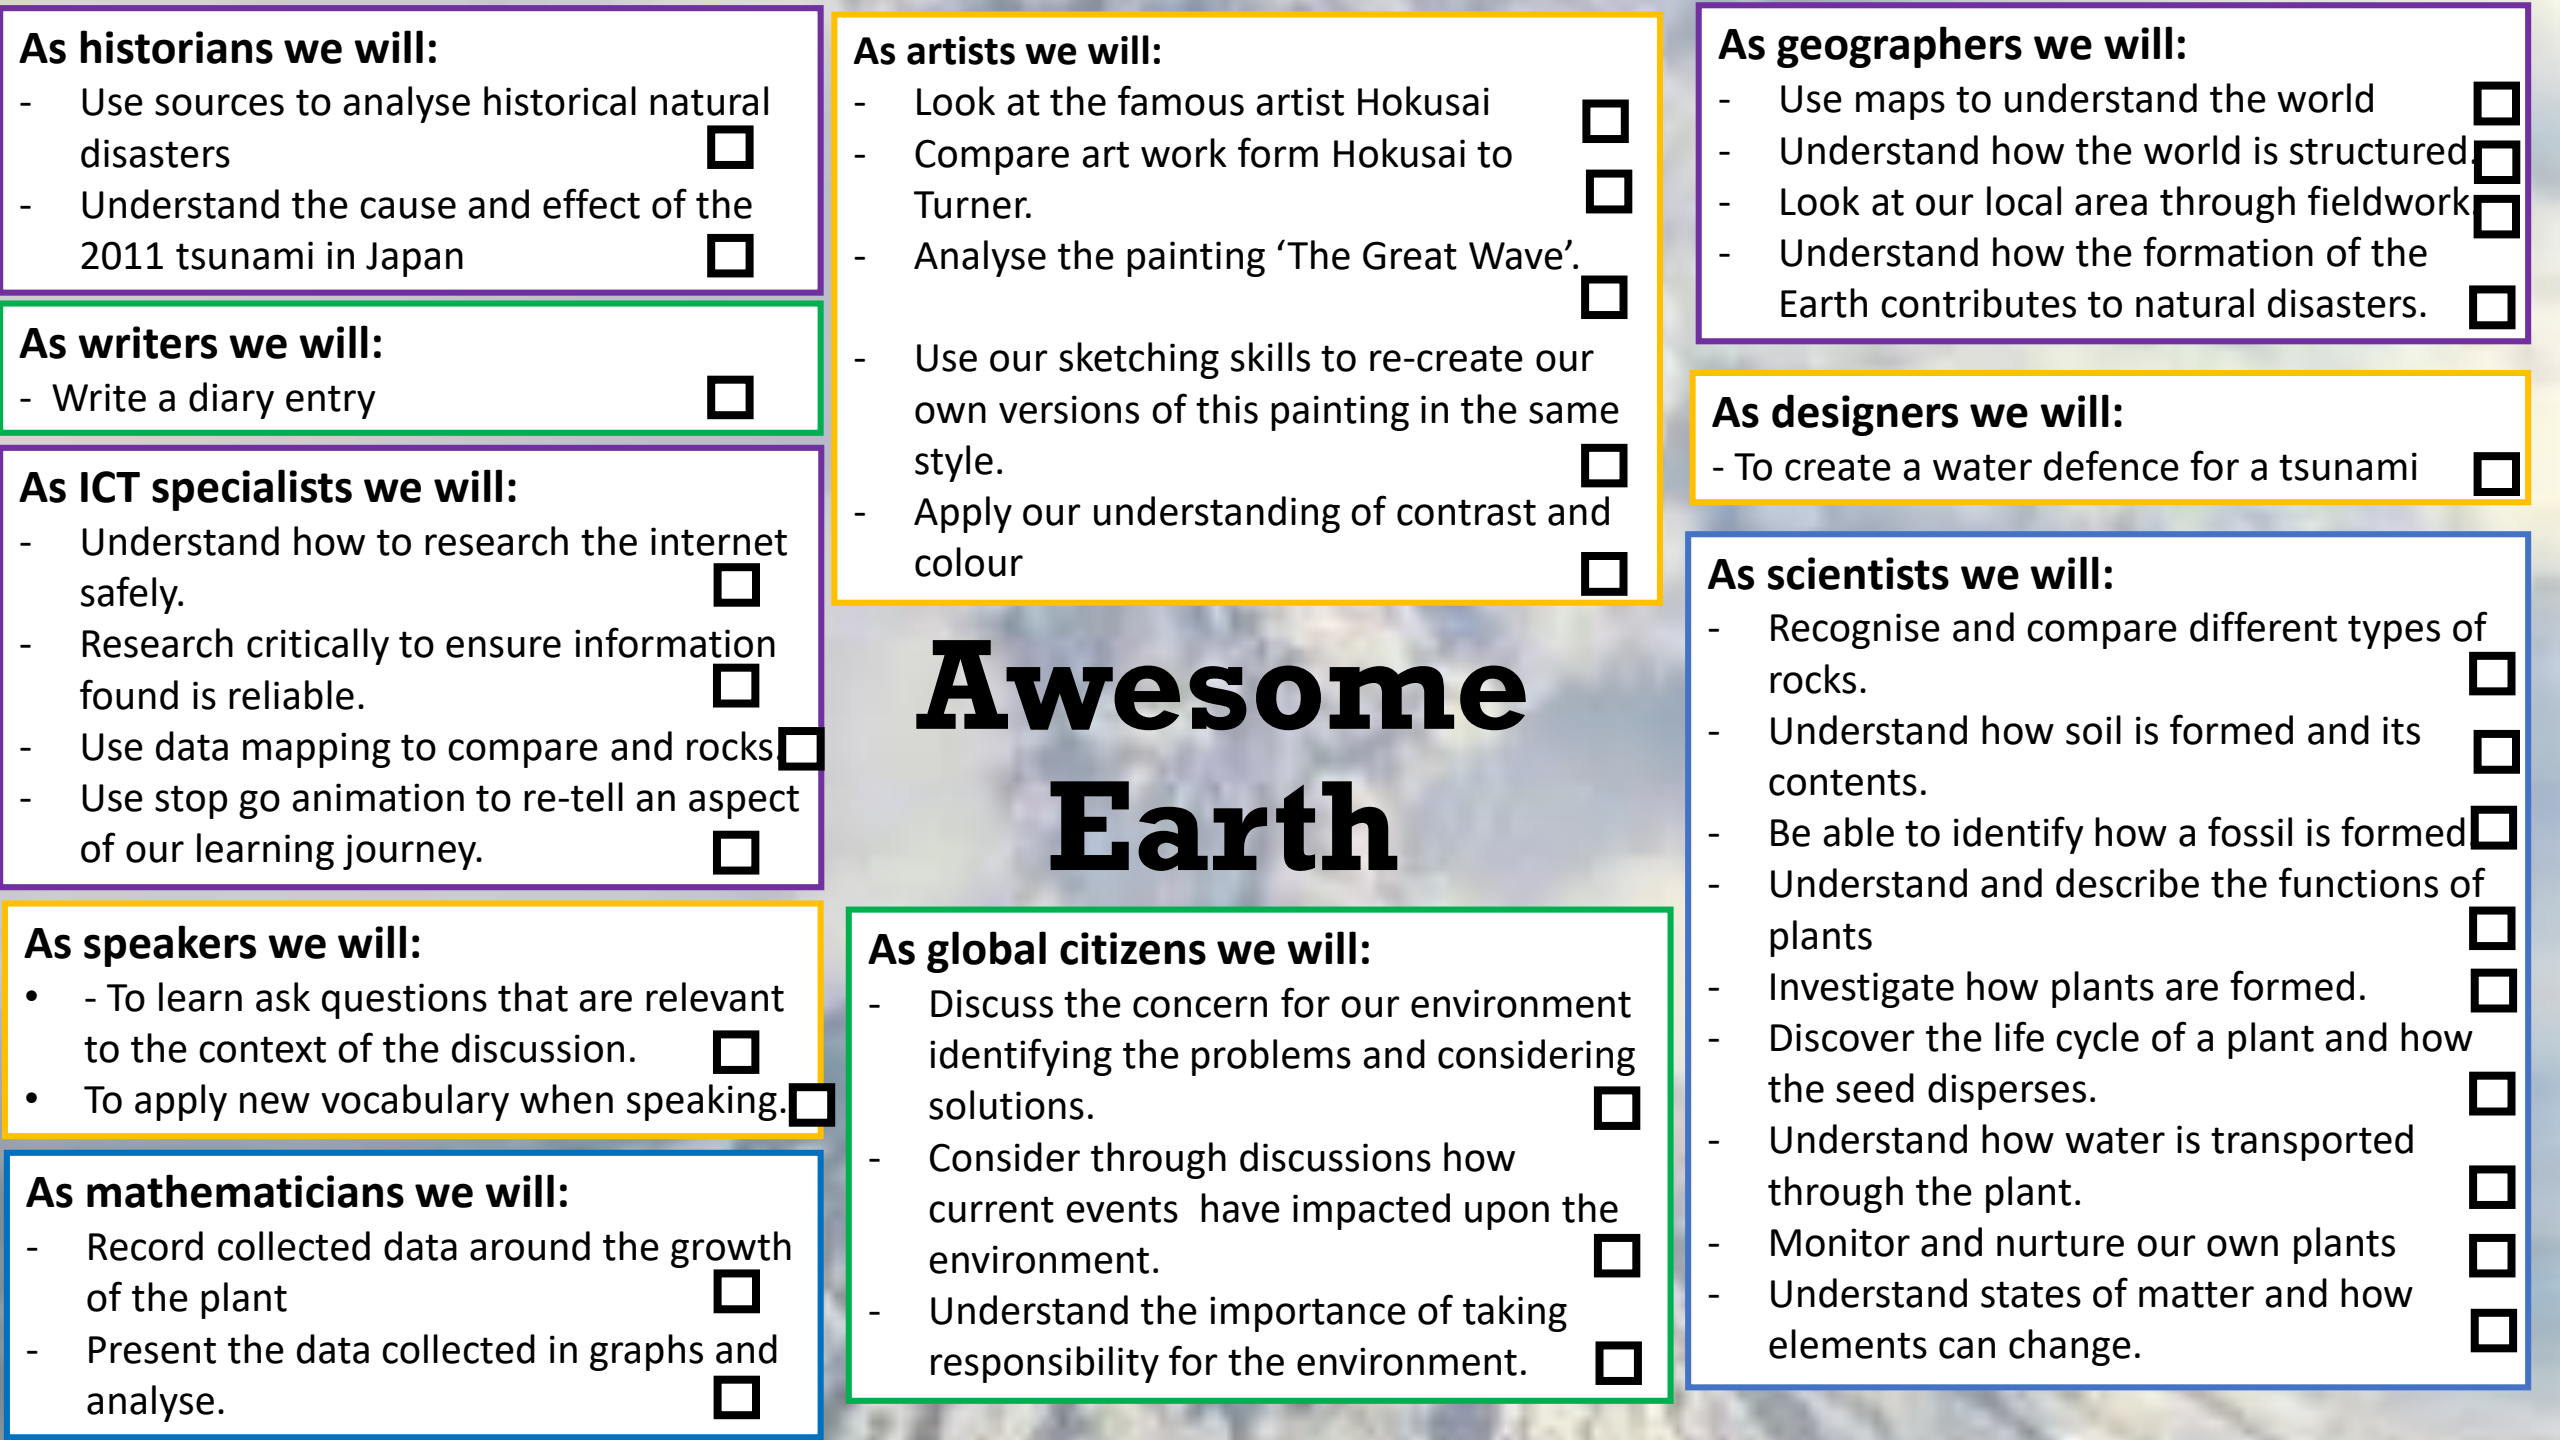 As historians we will:
- Use sources to analyse historical natural
disasters
- Understand the cause and effect of the
2011 tsunami in Japan
As writers we will:
- Write a diary entry
As ICT specialists we will:
- Understand how to research the internet
safely.
- Research critically to ensure information
found is reliable.
- Use data mapping to compare and rocks.
- Use stop go animation to re-tell an aspect
of our learning journey.
As speakers we will:
• - To learn ask questions that are relevant
to the context of the discussion.
• To apply new vocabulary when speaking.
As mathematicians we will:
- Record collected data around the growth
of the plant
- Present the data collected in graphs and
analyse.
As artists we will:
- Look at the famous artist Hokusai
- Compare art work form Hokusai to
Turner.
- Analyse the painting ‘The Great Wave’.
- Use our sketching skills to re-create our
own versions of this painting in the same
style.
- Apply our understanding of contrast and
colour
Awesome
Earth
As global citizens we will:
- Discuss the concern for our environment
identifying the problems and considering
solutions.
- Consider through discussions how
current events  have impacted upon the
environment.
- Understand the importance of taking
responsibility for the environment.
As geographers we will:
- Use maps to understand the world
- Understand how the world is structured.
- Look at our local area through fieldwork.
- Understand how the formation of the
Earth contributes to natural disasters.
As designers we will:
- To create a water defence for a tsunami
As scientists we will:
- Recognise and compare different types of
rocks.
- Understand how soil is formed and its
contents.
- Be able to identify how a fossil is formed.
- Understand and describe the functions of
plants
- Investigate how plants are formed.
- Discover the life cycle of a plant and how
the seed disperses.
- Understand how water is transported
through the plant.
- Monitor and nurture our own plants
- Understand states of matter and how
elements can change.